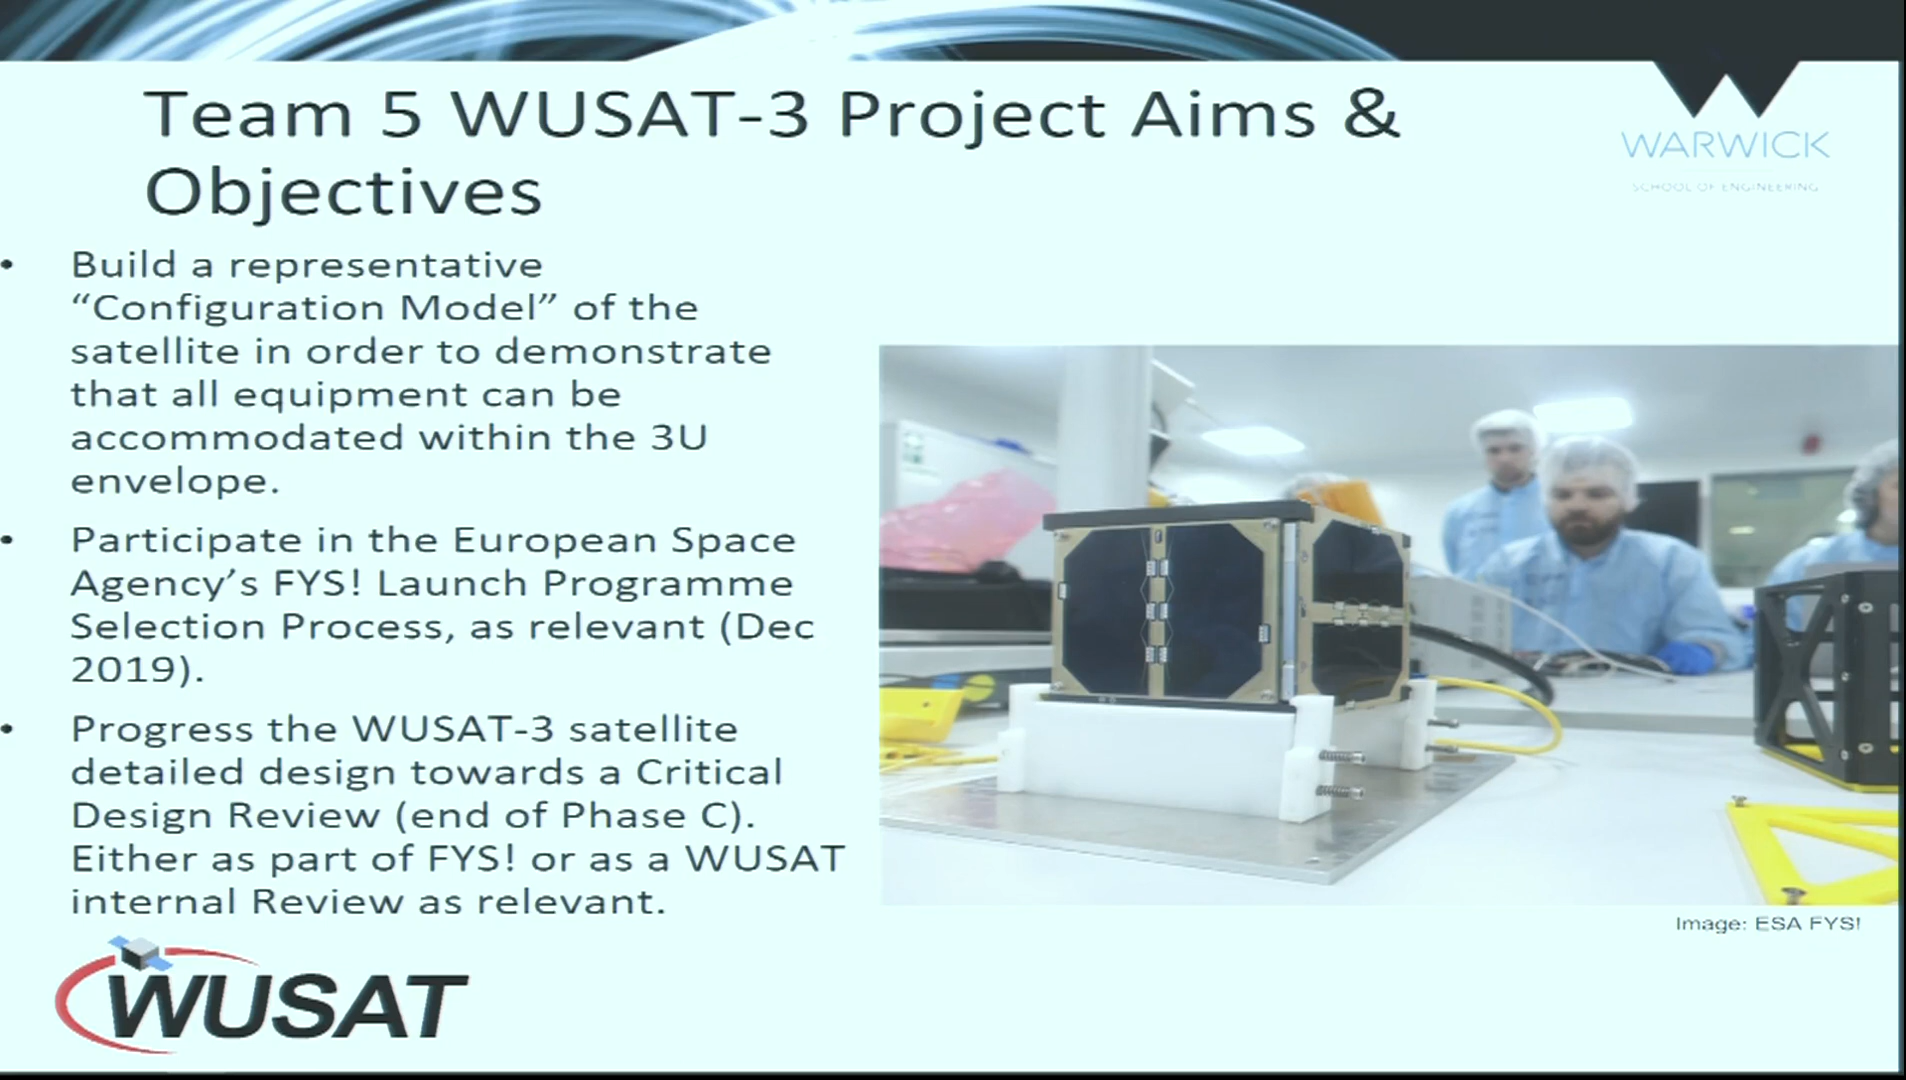 Team 5 WUSAT-3 Project Aims &
Objectives
WARWICK
SCHOOL OF ENGINEERING
• Build a representative
“Configuration Model” of the
satellite in order to demonstrate
that all equipment can be
accommodated within the 3U
envelope.
• Participate in the European Space
Agency’s FYS! Launch Programme
Selection Process, as relevant (Dec
2019).
• Progress the WUSAT-3 satellite
detailed design towards a Critical
Design Review (end of Phase C).
Either as part of FYS! or as a WUSAT
internal Review as relevant.
Image: ESA FYS!
WUSAT